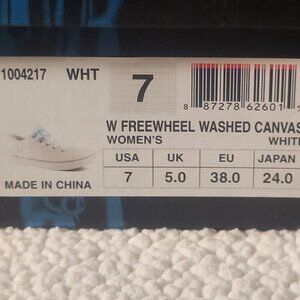 1004217 WHT 7
8 87278 62601
W FREEWHEEL WASHED CANVAS
WOMEN'S
USA UK EU JAPAN
7 5.0 38.0 24.0
MADE IN CHINA